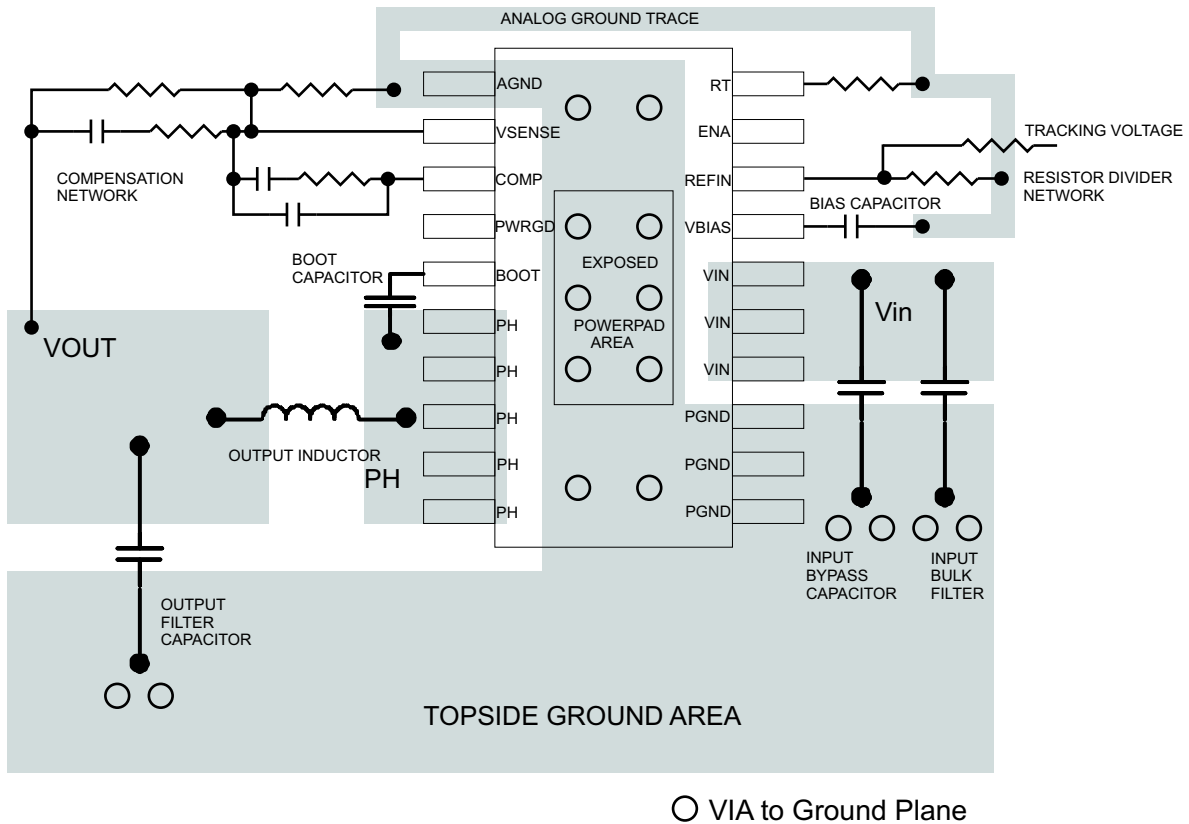 ANALOG GROUND TRACE
AGND
RT
VSENSE
ENA
TRACKING VOLTAGE
COMPENSATION
NETWORK
COMP
REFIN
RESISTOR DIVIDER
NETWORK
BIAS CAPACITOR
PWRGD
VBIAS
BOOT
CAPACITOR
BOOT
EXPOSED
VIN
Vin
PH
POWERPAD
AREA
VIN
VOUT
PH
VIN
PH
PGND
OUTPUT INDUCTOR
PH
PH
PGND
PH
PGND
INPUT
BYPASS
CAPACITOR
INPUT
BULK
FILTER
OUTPUT
FILTER
CAPACITOR
TOPSIDE GROUND AREA
VIA to Ground Plane